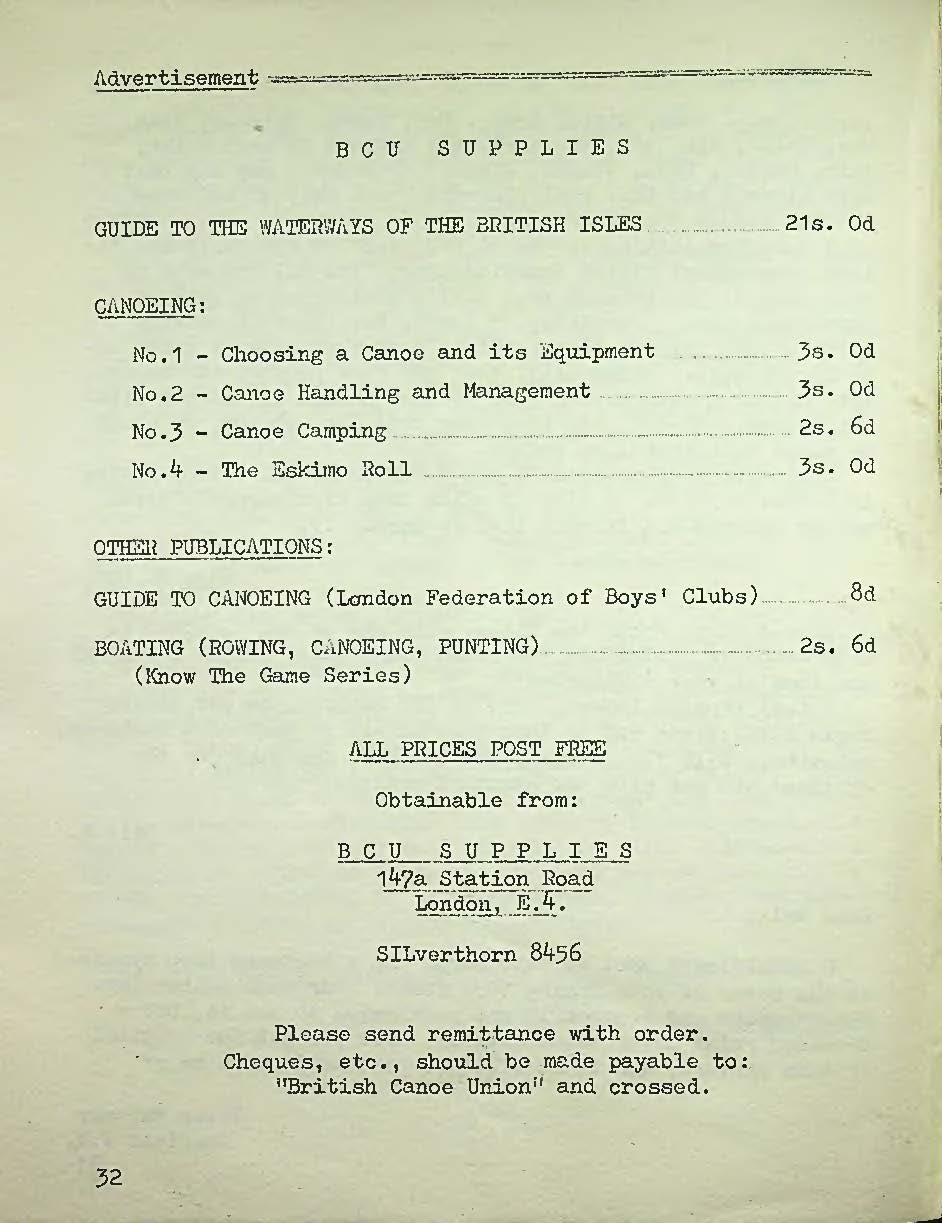 Advertisement
BCU SUPPLIES
GUIDE TO THE WATERWAYS OF THE BRITISH ISLES 21s. 0d
CANOEING:
No.1 - Choosing a Canoe and its Equipment 3s. 0d
No.2 - Canoe Handling and Management 3s. 0d
No.3 - Canoe Camping 2s. 6d
No.4 - The Eskimo Roll 3s. 0d
OTHER PUBLICATIONS:
GUIDE TO CANOEING (London Federation of Boys' Clubs) 8d
BOATING (ROWING, CANOEING, PUNTING) 2s. 6d
(Know The Game Series)
ALL PRICES POST FREE
Obtainable from:
BCU SUPPLIES
147a Station Road
London, E.4.
SILverthorn 8456
Please send remittance with order.
Cheques, etc., should be made payable to:
"British Canoe Union" and crossed.
32